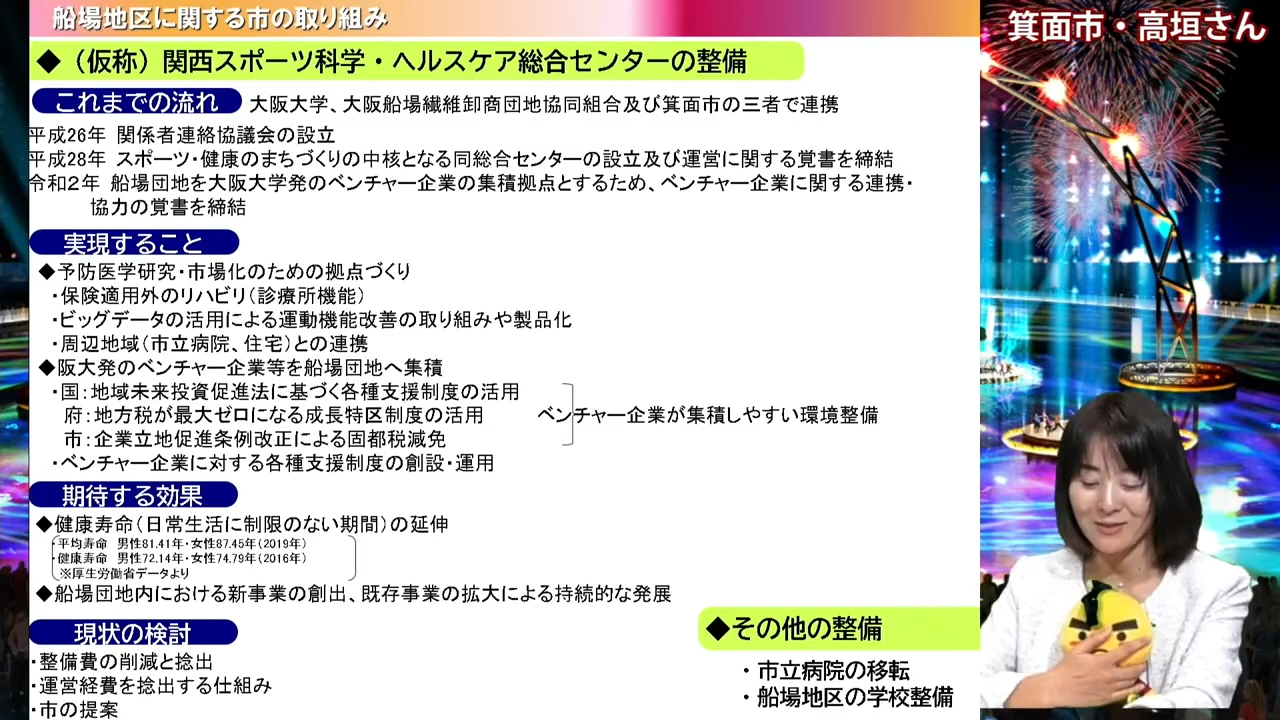 船場地区に関する市の取り組み
箕面市・高垣さん
◆（仮称）関西スポーツ科学・ヘルスケア総合センターの整備
これまでの流れ 大阪大学、大阪船場繊維卸商団地協同組合及び箕面市の三者で連携
平成26年 関係者連絡協議会の設立
平成28年 スポーツ・健康のまちづくりの中核となる同総合センターの設立及び運営に関する覚書を締結
令和２年 船場団地を大阪大学発のベンチャー企業の集積拠点とするため、ベンチャー企業に関する連携・
協力の覚書を締結
実現すること
◆予防医学研究・市場化のための拠点づくり
・保険適用外のリハビリ（診療所機能）
・ビッグデータの活用による運動機能改善の取り組みや製品化
・周辺地域（市立病院、住宅）との連携
◆阪大発のベンチャー企業等を船場団地へ集積
・国：地域未来投資促進法に基づく各種支援制度の活用
府：地方税が最大ゼロになる成長特区制度の活用 ベンチャー企業が集積しやすい環境整備
市：企業立地促進条例改正による固都税減免
・ベンチャー企業に対する各種支援制度の創設・運用
期待する効果
◆健康寿命（日常生活に制限のない期間）の延伸
・平均寿命 男性81.41年・女性87.45年（2019年）
・健康寿命 男性72.14年・女性74.79年（2016年）
※厚生労働省データより
◆船場団地内における新事業の創出、既存事業の拡大による持続的な発展
現状の検討
・整備費の削減と捻出
・運営経費を捻出する仕組み
・市の提案
◆その他の整備
・市立病院の移転
・船場地区の学校整備